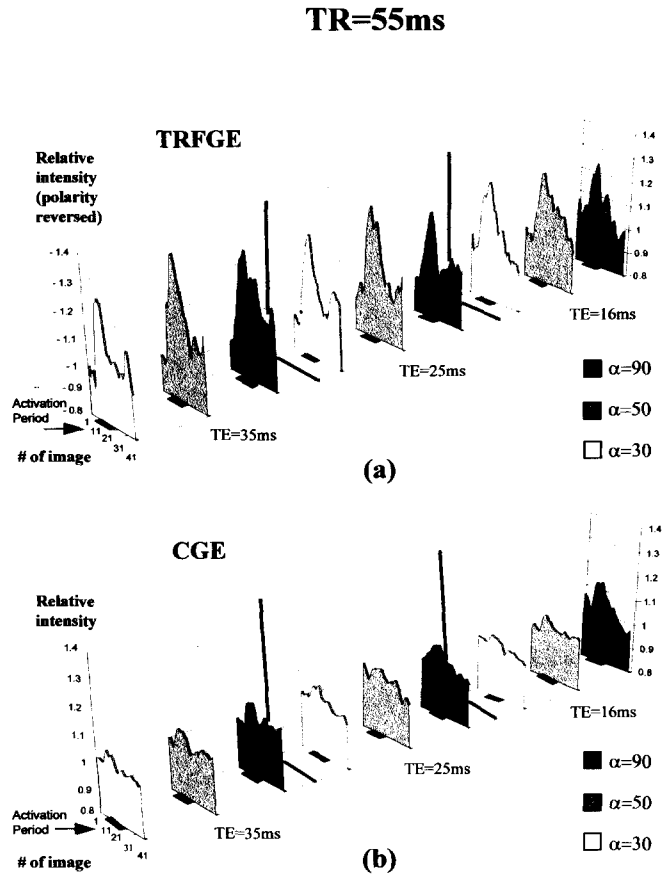 TR=55ms
TRFGE
Relative
intensity
(polarity
reversed)
- 1.4
- 1.3
- 1.2
- 1.1
- 1
- 0.9
- 0.8
1.4
1.3
1.2
1.1
1
0.9
0.8
Activation
Period
1
11
21
31
41
# of image
TE=35ms
TE=25ms
TE=16ms
α=90
α=50
α=30
(a)
CGE
Relative
intensity
1.4
1.3
1.2
1.1
1
0.9
0.8
1.4
1.3
1.2
1.1
1
0.9
0.8
Activation
Period
1
11
21
31
41
# of image
TE=35ms
TE=25ms
TE=16ms
α=90
α=50
α=30
(b)